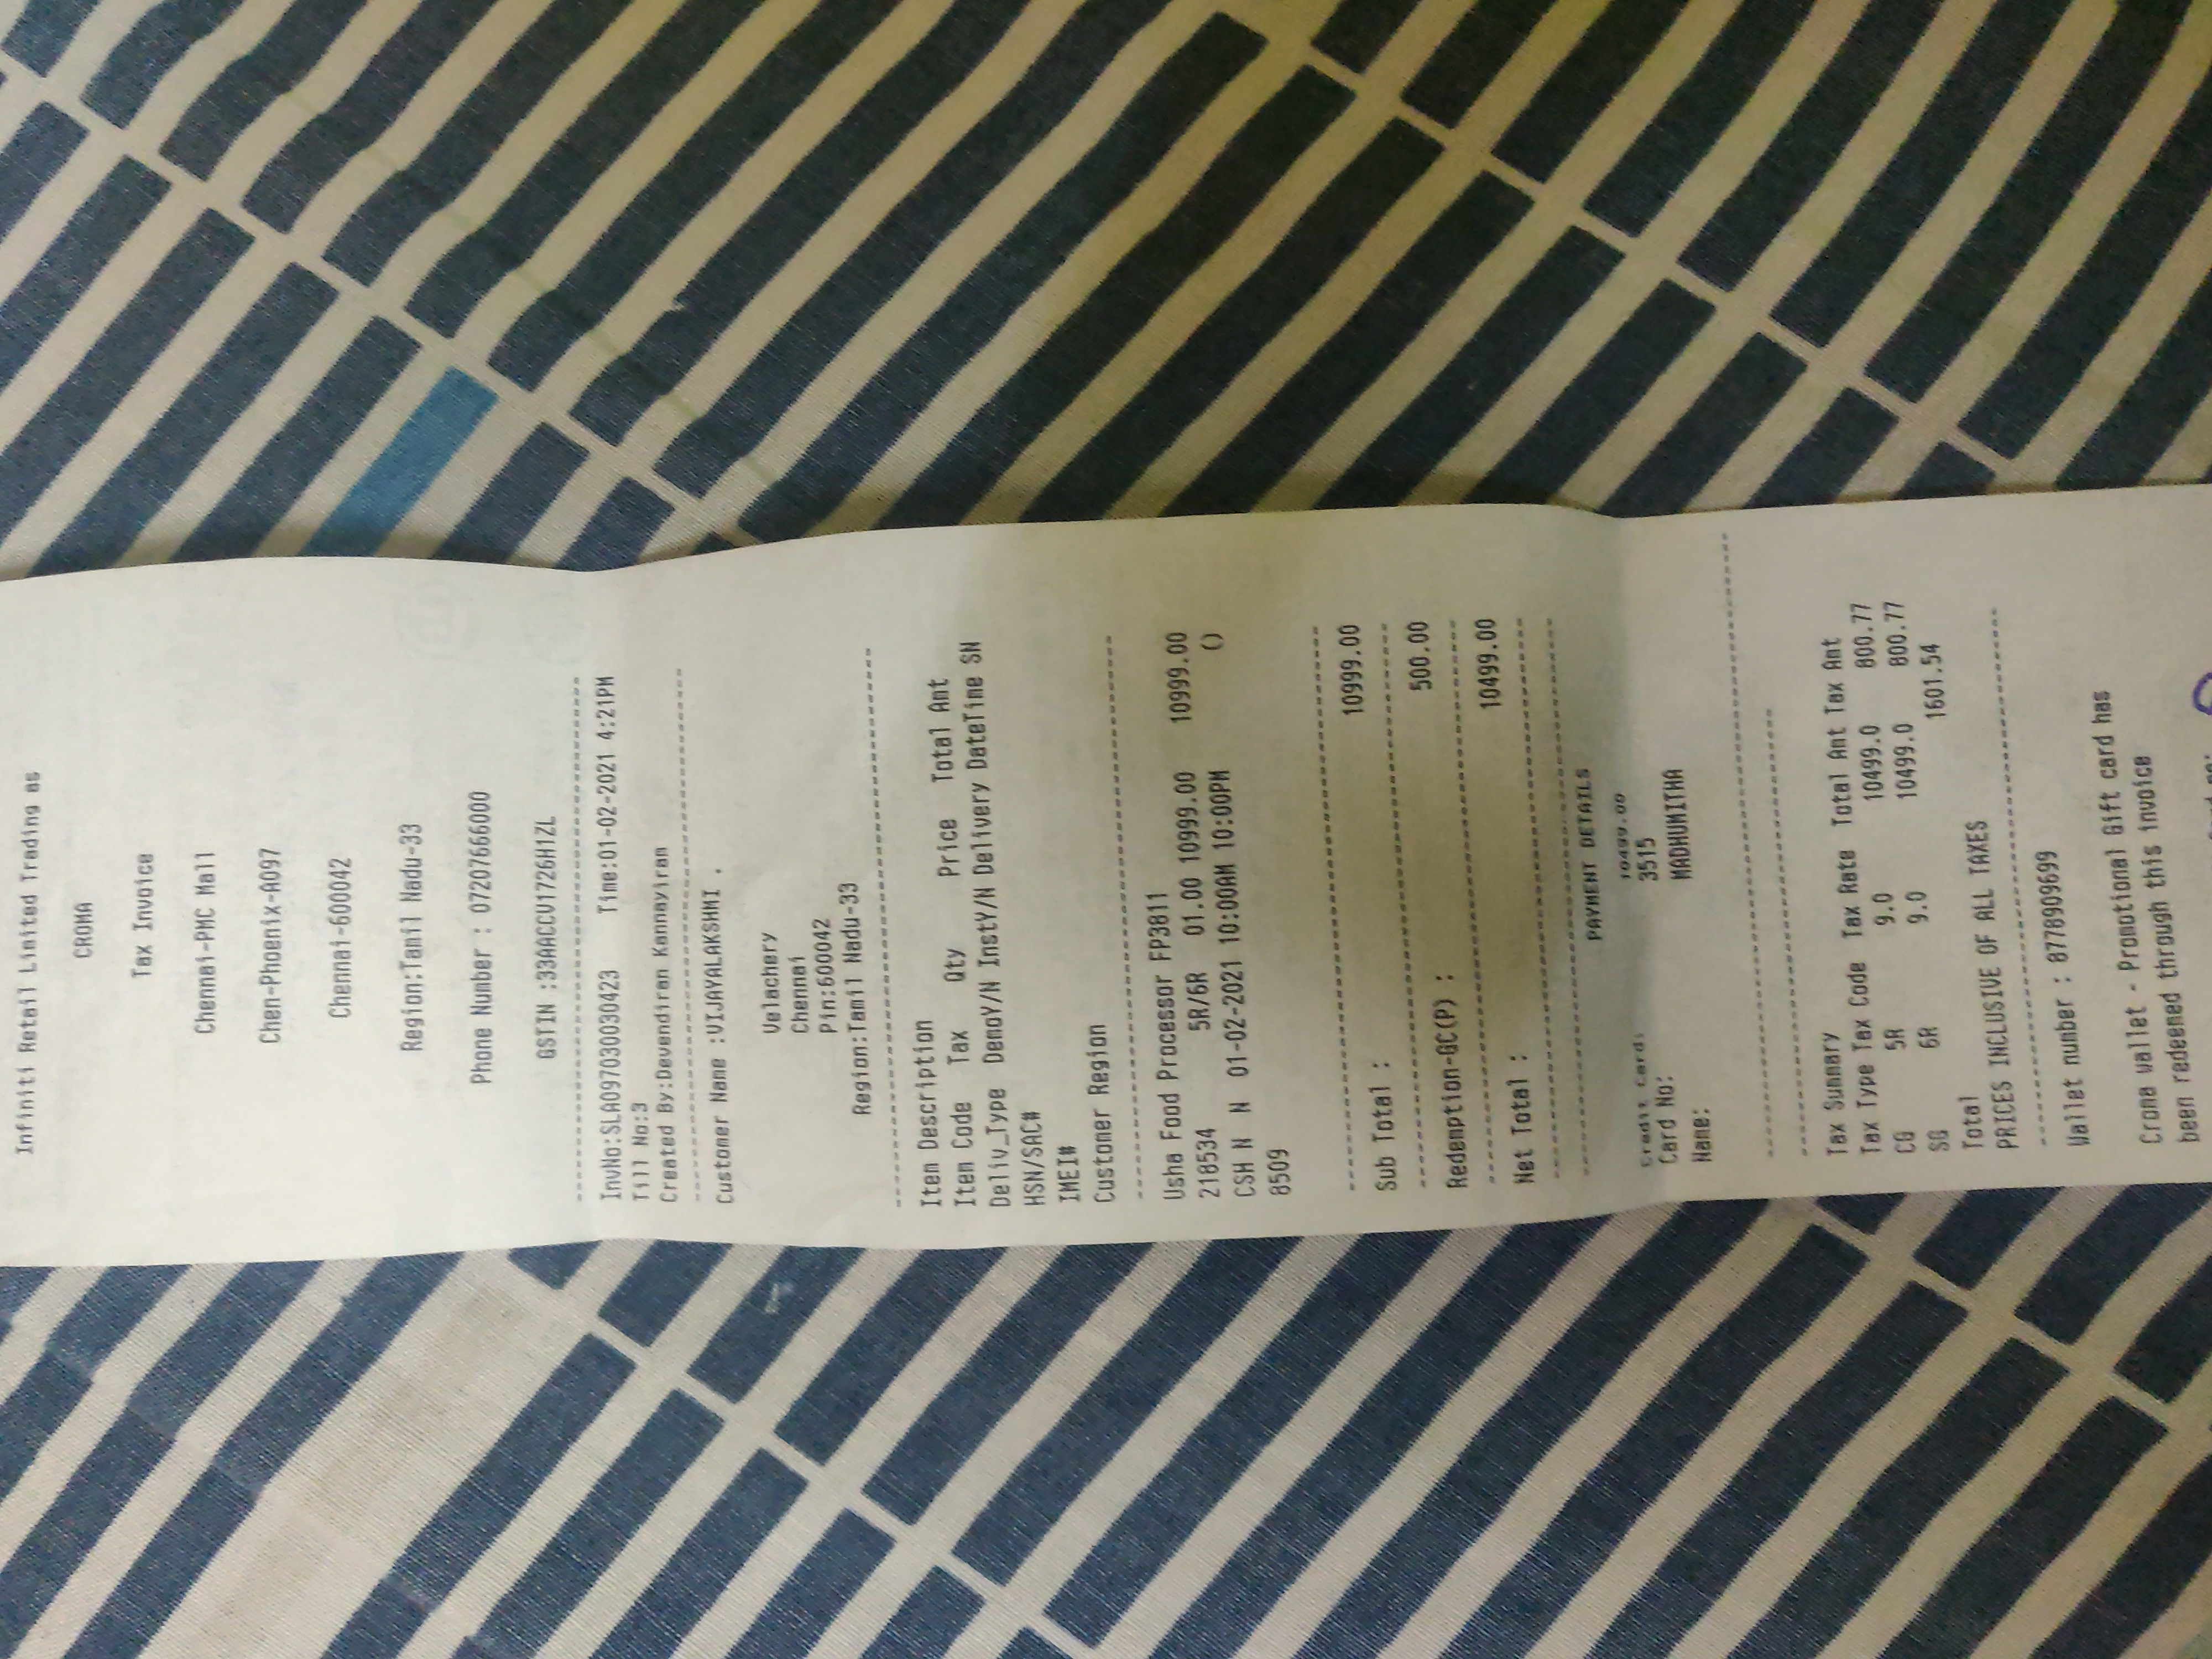 Infiniti Retail Limited Trading as
CROMA
Tax Invoice
Chennai-PMC Mall
Chen-Phoenix-A097
Chennai-600042
Region:Tamil Nadu-33
Phone Number : 07207666000
GSTIN :33AACCV1726H1ZL
InvNo:SLA097030030423 Time:01-02-2021 4:21PM
Till No:3
Created By:Devendiran Kannayiram
Customer Name :VIJAYALAKSHMI .
Velachery
Chennai
Pin:600042
Region:Tamil Nadu-33
Item Description
Item Code Tax Qty Price Total Amt
Deliv_Type DemoY/N InstY/N Delivery DateTime SN
HSN/SAC#
IMEI#
Customer Region
Usha Food Processor FP3811
218534 5R/6R 01.00 10999.00 10999.00
CSH N N 01-02-2021 10:00AM 10:00PM ()
8509
Sub Total : 10999.00
Redemption-GC(P) : 500.00
Net Total : 10499.00
PAYMENT DETAILS
Credit Card: 10499.00
Card No: 3515
Name: MADHUMITHA
Tax Summary
Tax Type Tax Code Tax Rate Total Amt Tax Amt
CG 5R 9.0 10499.0 800.77
SG 6R 9.0 10499.0 800.77
Total 1601.54
PRICES INCLUSIVE OF ALL TAXES
Wallet number : 8778909699
Croma wallet - Promotional Gift card has
been redeemed through this invoice